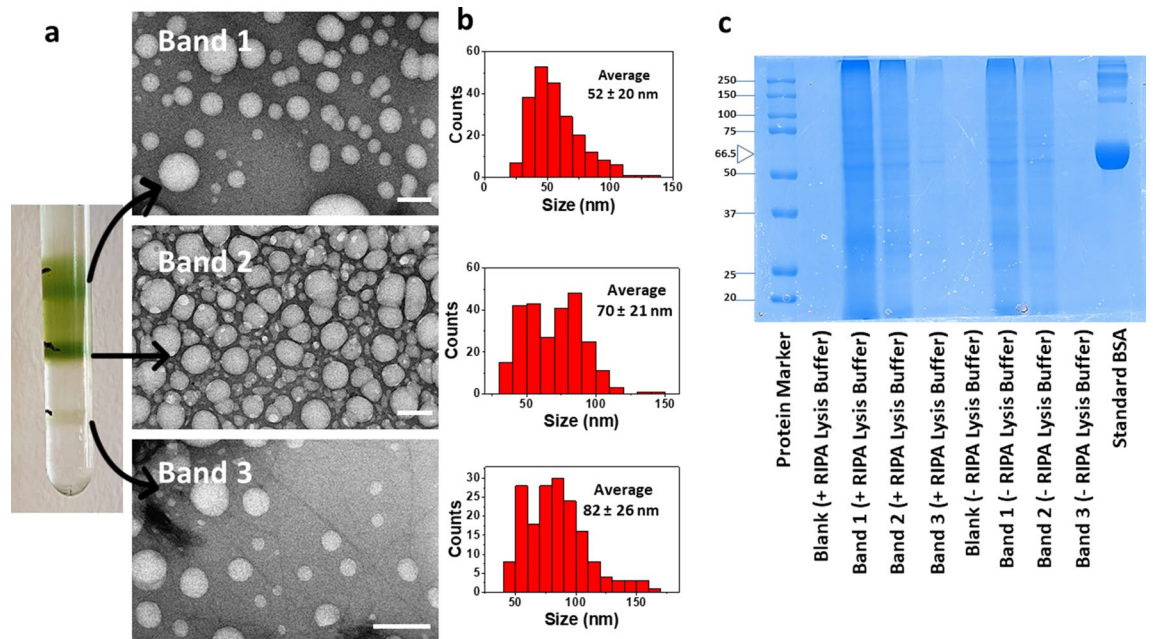 a
Band 1
Band 2
Band 3
b
60
40
20
0
Counts
Average
52 ± 20 nm
0
50
100
150
Size (nm)
60
40
20
0
Counts
Average
70 ± 21 nm
50
100
150
Size (nm)
30
25
20
15
10
5
0
Counts
Average
82 ± 26 nm
50
100
150
Size (nm)
c
250
150
100
75
66.5
50
37
25
20
Protein Marker
Blank (+ RIPA Lysis Buffer)
Band 1 (+ RIPA Lysis Buffer)
Band 2 (+ RIPA Lysis Buffer)
Band 3 (+ RIPA Lysis Buffer)
Blank (- RIPA Lysis Buffer)
Band 1 (- RIPA Lysis Buffer)
Band 2 (- RIPA Lysis Buffer)
Band 3 (- RIPA Lysis Buffer)
Standard BSA